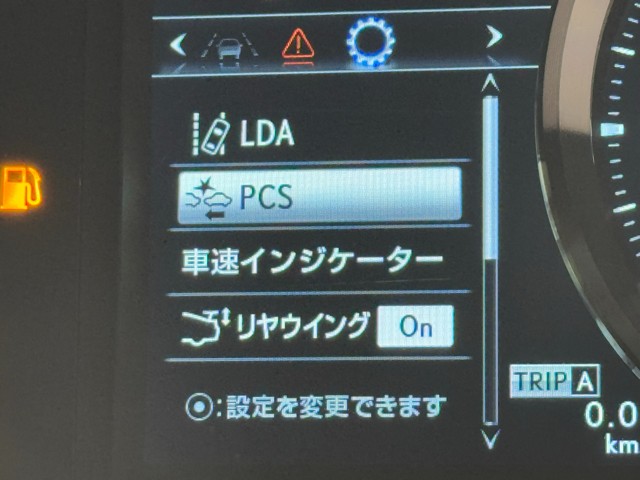 LDA
PCS
車速インジケーター
リヤウイング On
⦿:設定を変更できます
TRIP A
0.0
km